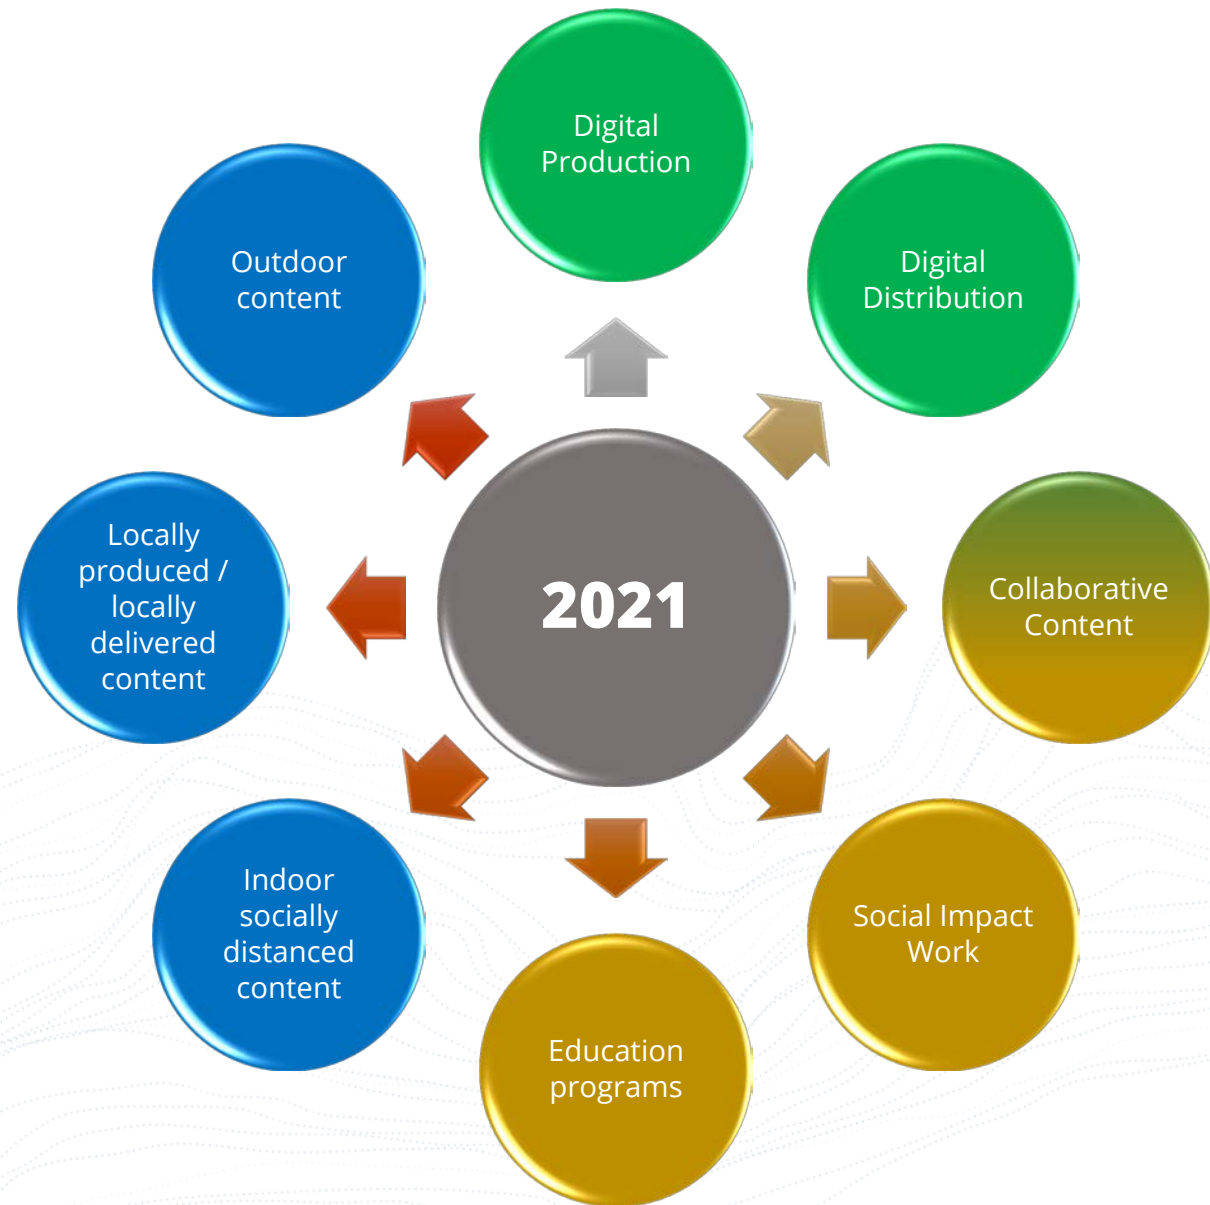 Digital
Production
Digital
Distribution
Collaborative
Content
Social Impact
Work
Education
programs
Indoor
socially
distanced
content
Locally
produced /
locally
delivered
content
Outdoor
content
2021